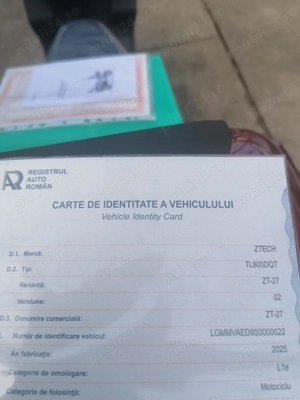 REGISTRUL
AUTO
ROMÂN
CARTE DE IDENTITATE A VEHICULULUI
Vehicle Identity Card
D.1. Marcă: ZTECH
D.2. Tip: TL800DQT
Variantă: ZT-27
Versiune: 02
D.3. Denumire comercială: ZT-27
Număr de identificare vehicul: LGMMVAED9S0000022
An fabricație: 2025
Categorie de omologare: L1e
Categorie de folosință: Motociclu